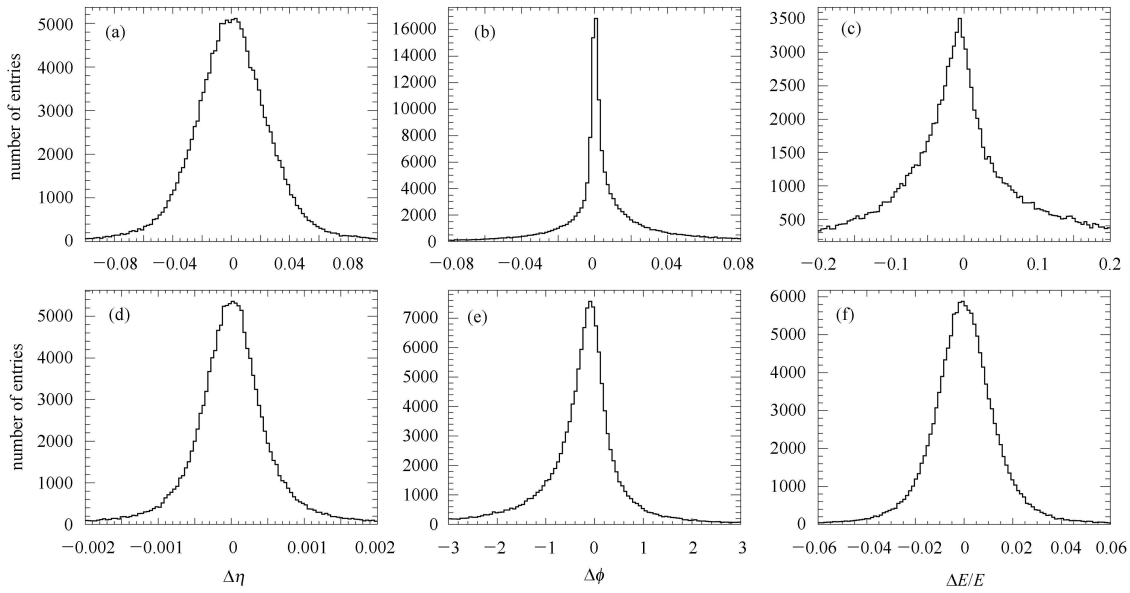 (a)
number of entries
5000
4000
3000
2000
1000
0
−0.08 −0.04 0 0.04 0.08
(b)
16000
14000
12000
10000
8000
6000
4000
2000
0
−0.08 −0.04 0 0.04 0.08
(c)
3500
3000
2500
2000
1500
1000
500
−0.2 −0.1 0 0.1 0.2
(d)
number of entries
5000
4000
3000
2000
1000
0
−0.002 −0.001 0 0.001 0.002
Δη
(e)
7000
6000
5000
4000
3000
2000
1000
0
−3 −2 −1 0 1 2 3
Δϕ
(f)
6000
5000
4000
3000
2000
1000
0
−0.06 −0.04 −0.02 0 0.02 0.04 0.06
ΔE/E